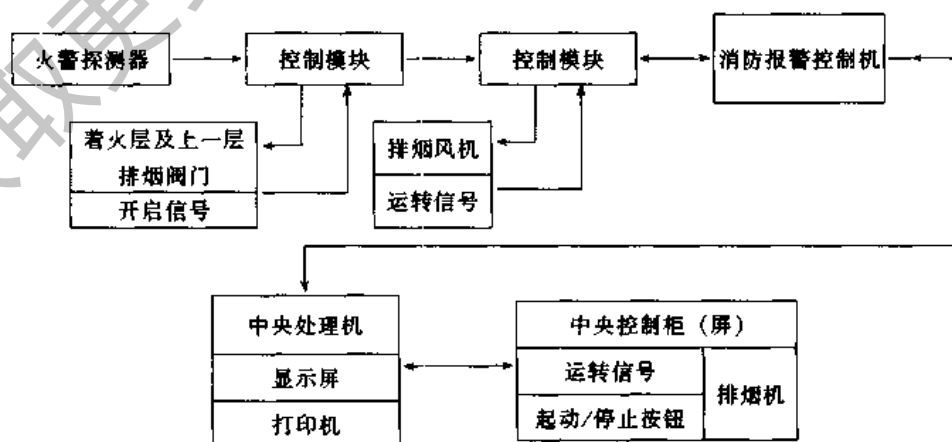 火警探测器
控制模块
控制模块
消防报警控制机
着火层及上一层
排烟阀门
开启信号
排烟风机
运转信号
中央处理机
显示屏
打印机
中央控制柜（屏）
运转信号
起动/停止按钮
排烟机